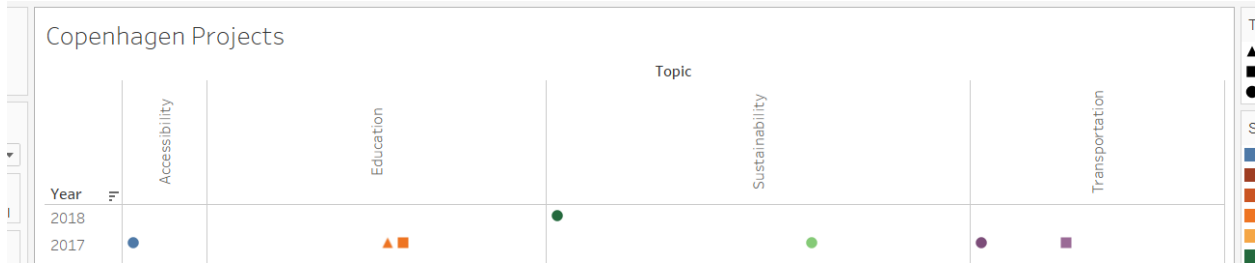 Copenhagen Projects
Topic
Accessibility
Education
Sustainability
Transportation
Year
2018
2017